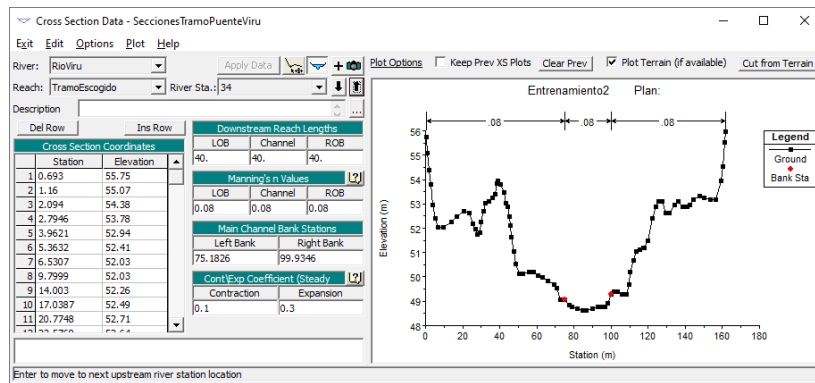 Cross Section Data - SeccionesTramoPuenteViru
Exit Edit Options Plot Help
River: RioViru Apply Data + Plot Options Keep Prev XS Plots Clear Prev Plot Terrain (if available) Cut from Terrain
Reach: TramoEscogido River Sta.: 34
Description ...
Del Row Ins Row
Cross Section Coordinates
Station Elevation
1 0.693 55.75
2 1.16 55.07
3 2.094 54.38
4 2.7946 53.78
5 3.9621 52.94
6 5.3632 52.41
7 6.5307 52.03
8 9.7999 52.03
9 14.003 52.26
10 17.0387 52.49
11 20.7748 52.71
Downstream Reach Lengths
LOB Channel ROB
40. 40. 40.
Manning's n Values
LOB Channel ROB
0.08 0.08 0.08
Main Channel Bank Stations
Left Bank Right Bank
75.1826 99.9346
Cont\Exp Coefficient (Steady
Contraction Expansion
0.1 0.3
Entrenamiento2 Plan:
.08 .08 .08
56
55
54
53
52
51
50
49
48
Elevation (m)
0 20 40 60 80 100 120 140 160 180
Station (m)
Legend
Ground
Bank Sta
Enter to move to next upstream river station location